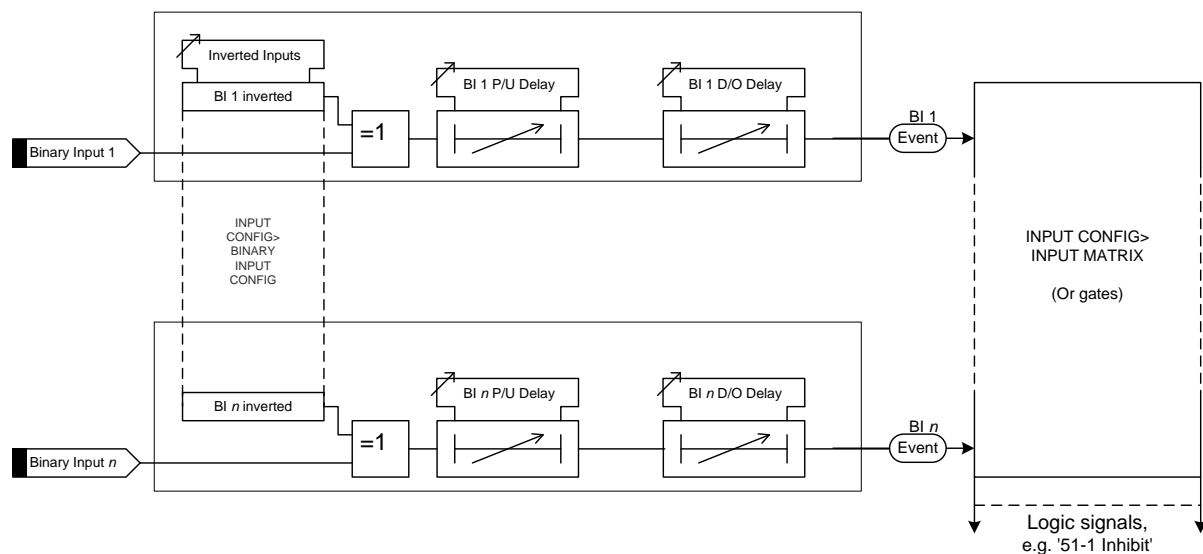 Inverted Inputs
BI 1 inverted
BI 1 P/U Delay
BI 1 D/O Delay
=1
Binary Input 1
BI 1
Event
INPUT
CONFIG>
BINARY
INPUT
CONFIG
INPUT CONFIG>
INPUT MATRIX
(Or gates)
BI n inverted
BI n P/U Delay
BI n D/O Delay
=1
Binary Input n
BI n
Event
Logic signals,
e.g. '51-1 Inhibit'